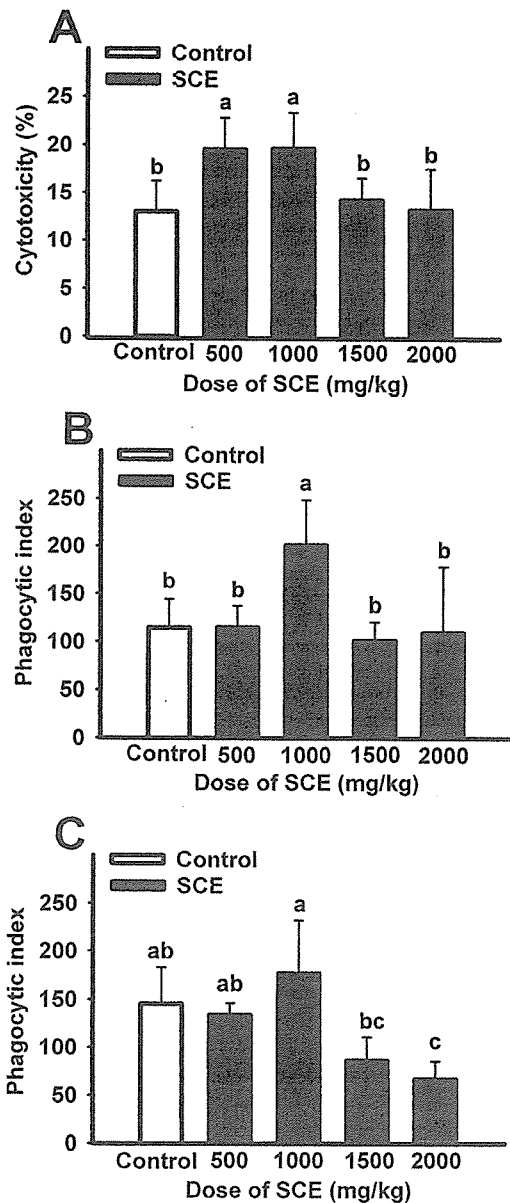 A
Control
SCE
Cytotoxicity (%)
25
20
15
10
5
0
b
a
a
b
b
Control 500 1000 1500 2000
Dose of SCE (mg/kg)
B
Control
SCE
Phagocytic index
250
200
150
100
50
0
b
b
a
b
b
Control 500 1000 1500 2000
Dose of SCE (mg/kg)
C
Control
SCE
Phagocytic index
250
200
150
100
50
0
ab
ab
a
bc
c
Control 500 1000 1500 2000
Dose of SCE (mg/kg)